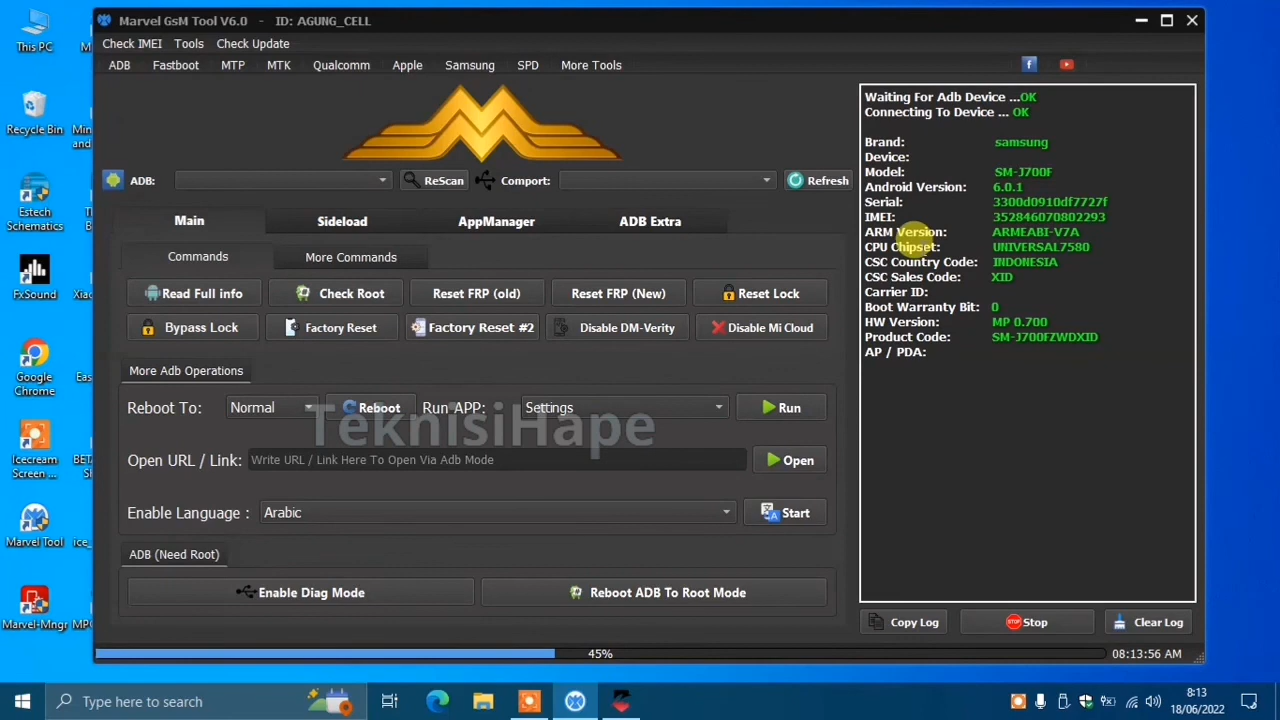 Marvel GsM Tool V6.0 - ID: AGUNG_CELL
Check IMEI Tools Check Update
ADB Fastboot MTP MTK Qualcomm Apple Samsung SPD More Tools
ADB: ReScan Comport: Refresh
Main Sideload AppManager ADB Extra
Commands More Commands
Read Full info Check Root Reset FRP (old) Reset FRP (New) Reset Lock
Bypass Lock Factory Reset Factory Reset #2 Disable DM-Verity Disable Mi Cloud
More Adb Operations
Reboot To: Normal Reboot Run APP: Settings Run
TeknisiHape
Open URL / Link: Write URL / Link Here To Open Via Adb Mode Open
Enable Language : Arabic Start
ADB (Need Root)
Enable Diag Mode Reboot ADB To Root Mode
Waiting For Adb Device ...OK
Connecting To Device ... OK
Brand: samsung
Device:
Model: SM-J700F
Android Version: 6.0.1
Serial: 3300d0910df7727f
IMEI: 352846070802293
ARM Version: ARMEABI-V7A
CPU Chipset: UNIVERSAL7580
CSC Country Code: INDONESIA
CSC Sales Code: XID
Carrier ID:
Boot Warranty Bit: 0
HW Version: MP 0.700
Product Code: SM-J700FZWDXID
AP / PDA:
Copy Log STOP Stop Clear Log
45% 08:13:56 AM
This PC
Recycle Bin
Estech
Schematics
FxSound
Google
Chrome
Icecream
Screen ...
Marvel Tool
Marvel-Mngr
Min
and
Xiao
Eas
BETA
ice_
MPC
Type here to search
8:13
18/06/2022